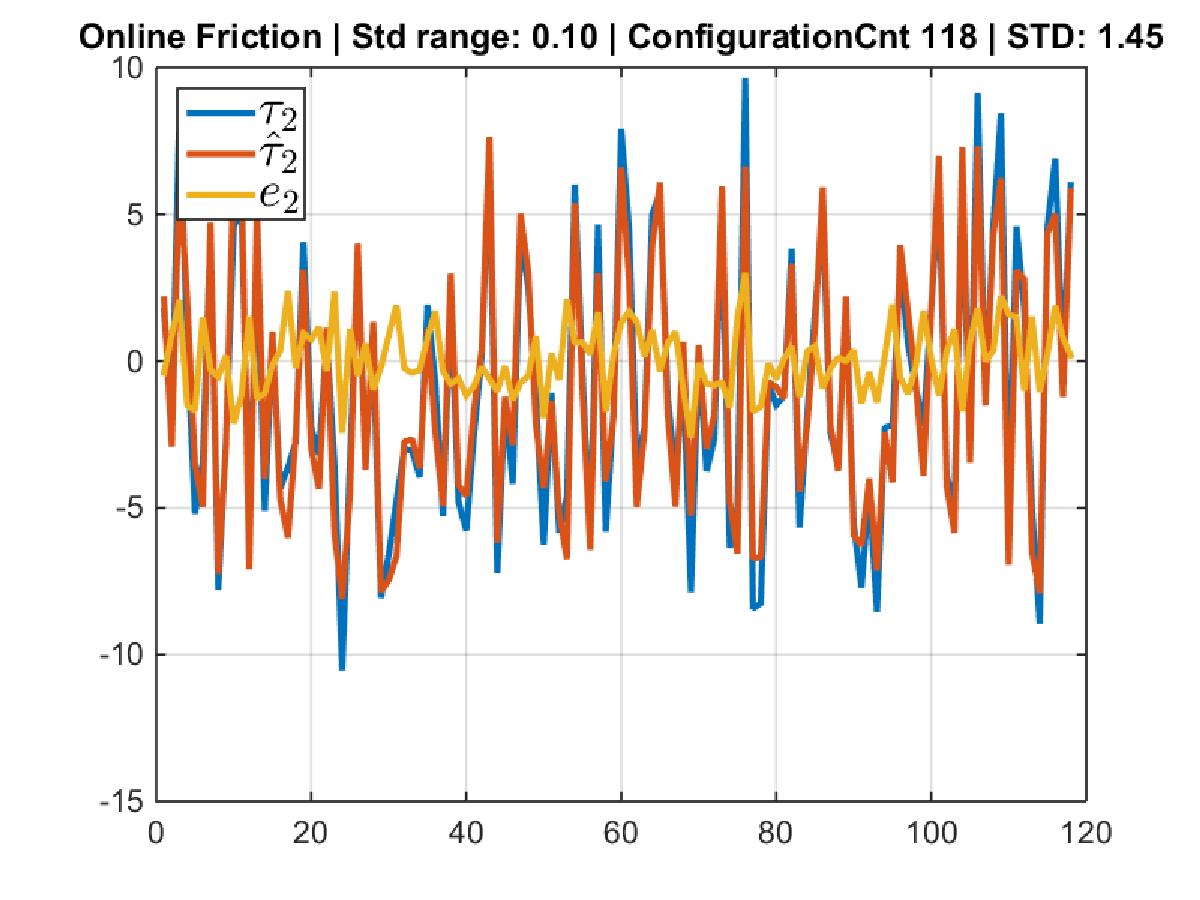 Online Friction | Std range: 0.10 | ConfigurationCnt 118 | STD: 1.45
10
5
0
-5
-10
-15
τ₂
τ̂₂
e₂
0 20 40 60 80 100 120